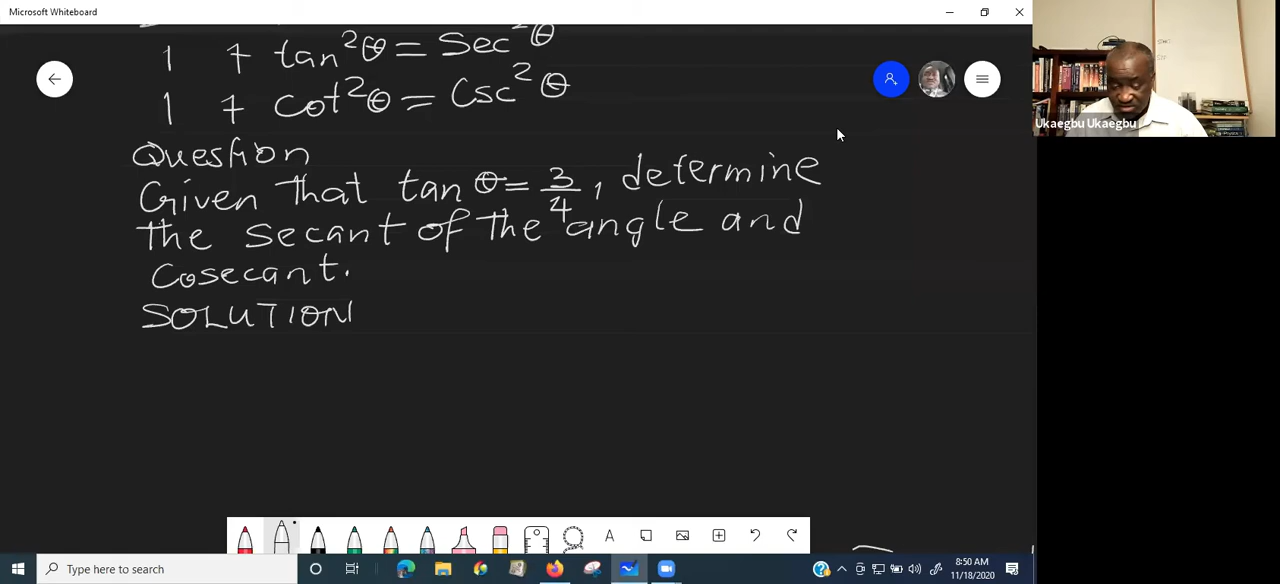 Microsoft Whiteboard
1 + tan²θ = Sec²θ
1 + Cot²θ = Csc²θ
Question
Given That tan θ = 3/4, determine
The secant of The angle and
Cosecant.
SOLUTION
Ukaegbu Ukaegbu
A
Type here to search
8:50 AM
11/18/2020